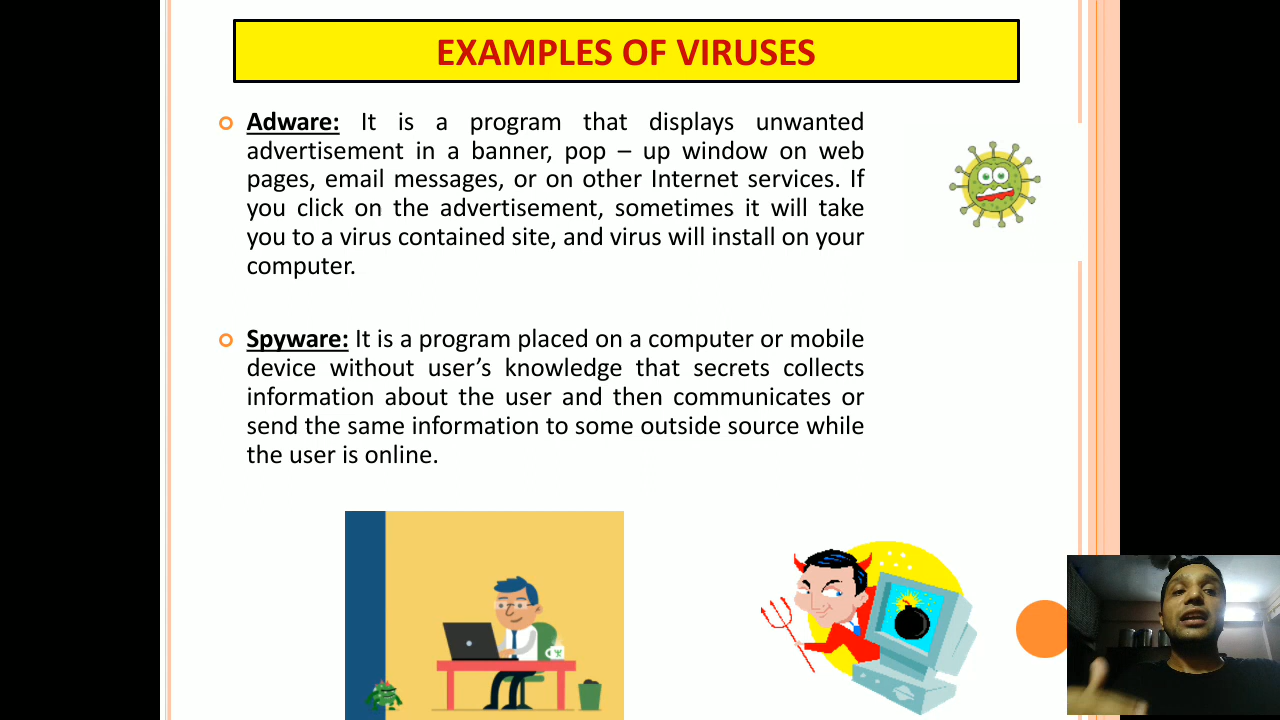 EXAMPLES OF VIRUSES
Adware: It is a program that displays unwanted
advertisement in a banner, pop – up window on web
pages, email messages, or on other Internet services. If
you click on the advertisement, sometimes it will take
you to a virus contained site, and virus will install on your
computer.
Spyware: It is a program placed on a computer or mobile
device without user’s knowledge that secrets collects
information about the user and then communicates or
send the same information to some outside source while
the user is online.